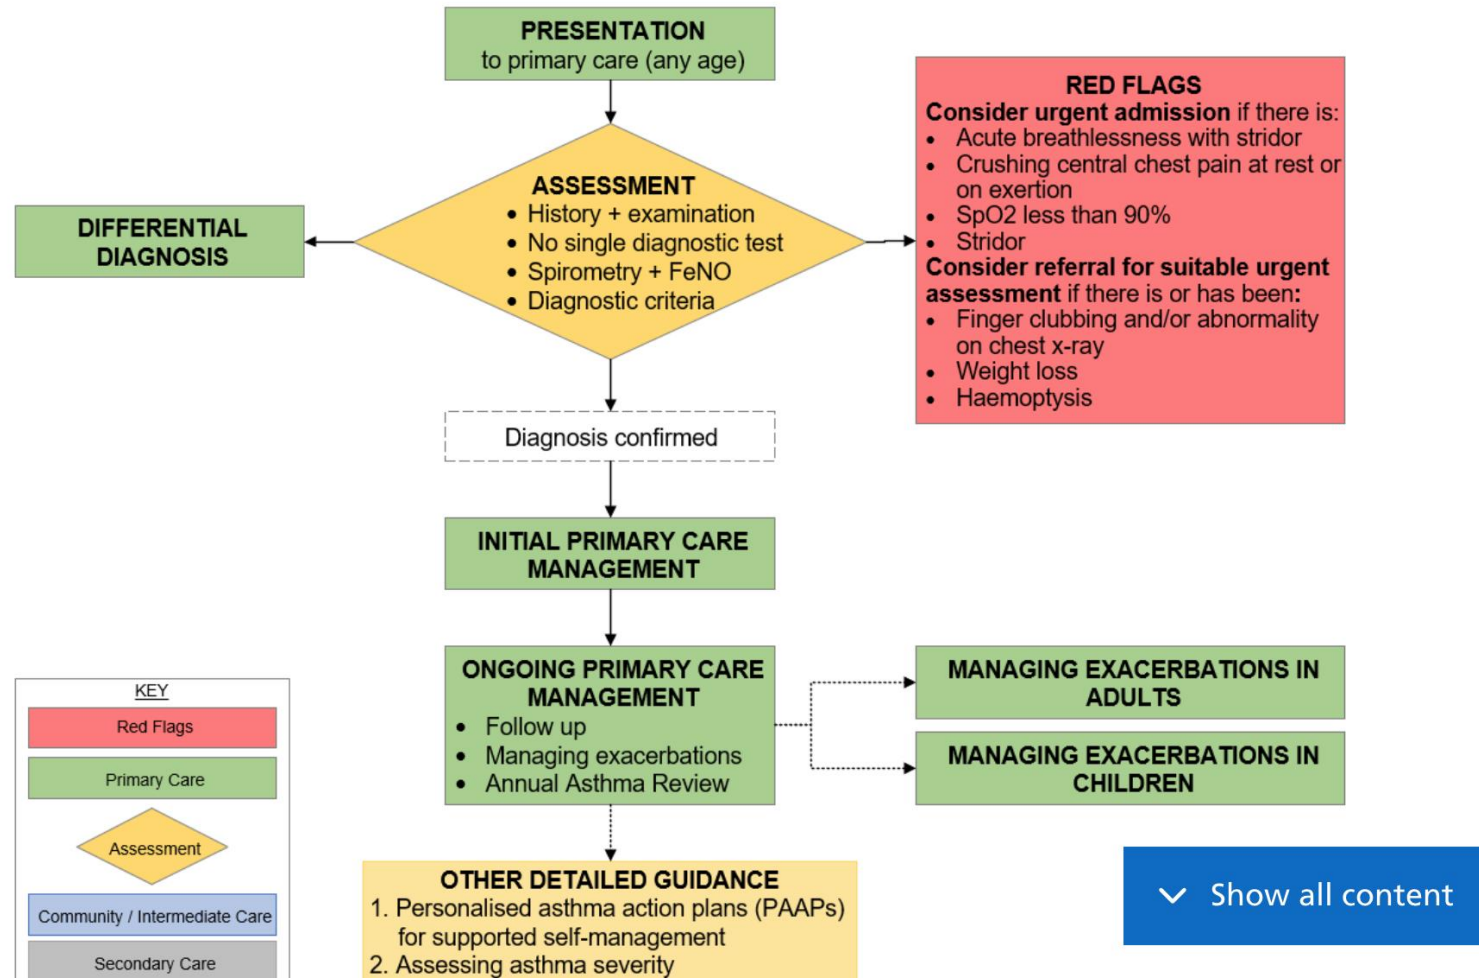 PRESENTATION
to primary care (any age)
RED FLAGS
Consider urgent admission if there is:
• Acute breathlessness with stridor
• Crushing central chest pain at rest or
on exertion
• SpO2 less than 90%
• Stridor
Consider referral for suitable urgent
assessment if there is or has been:
• Finger clubbing and/or abnormality
on chest x-ray
• Weight loss
• Haemoptysis
ASSESSMENT
• History + examination
• No single diagnostic test
• Spirometry + FeNO
• Diagnostic criteria
DIFFERENTIAL
DIAGNOSIS
Diagnosis confirmed
INITIAL PRIMARY CARE
MANAGEMENT
ONGOING PRIMARY CARE
MANAGEMENT
• Follow up
• Managing exacerbations
• Annual Asthma Review
MANAGING EXACERBATIONS IN
ADULTS
MANAGING EXACERBATIONS IN
CHILDREN
KEY
Red Flags
Primary Care
Assessment
Community / Intermediate Care
Secondary Care
OTHER DETAILED GUIDANCE
1. Personalised asthma action plans (PAAPs)
for supported self-management
2. Assessing asthma severity
Show all content